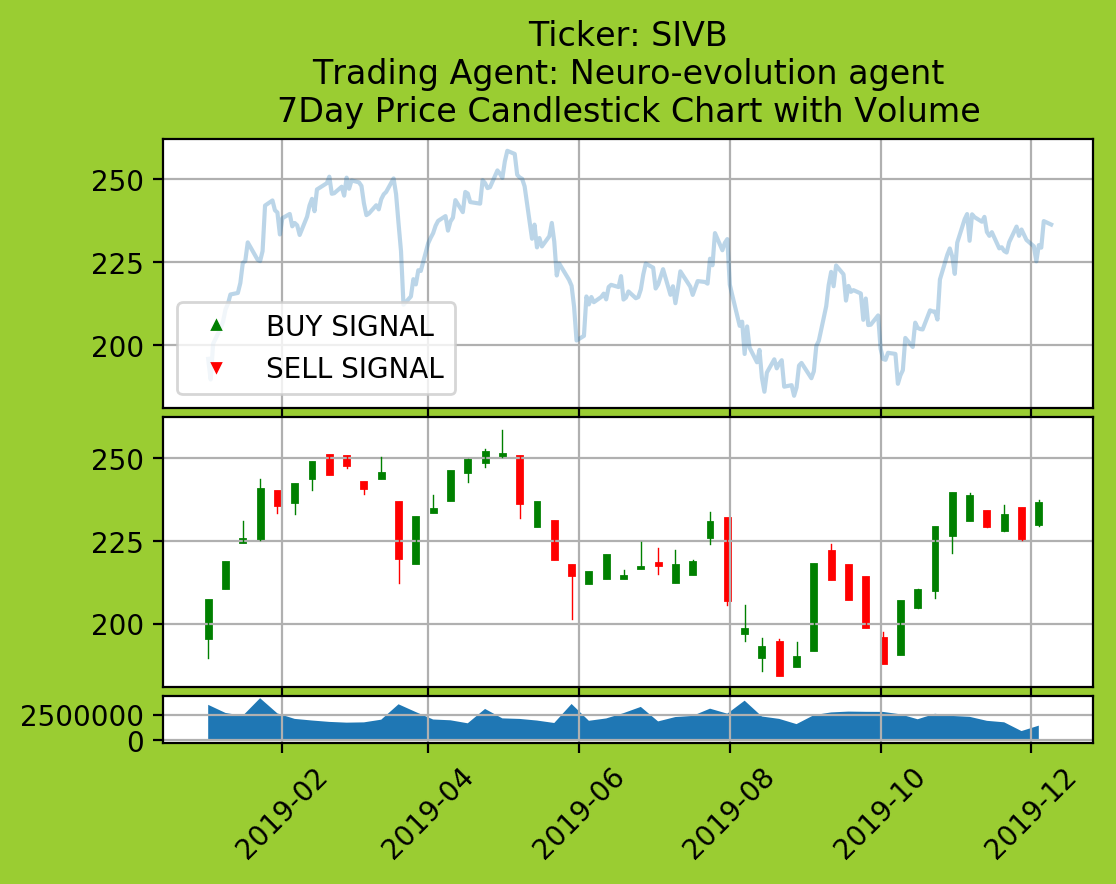 Ticker: SIVB
Trading Agent: Neuro-evolution agent
7Day Price Candlestick Chart with Volume
250
225
200
BUY SIGNAL
SELL SIGNAL
250
225
200
2500000
0
2019-02
2019-04
2019-06
2019-08
2019-10
2019-12